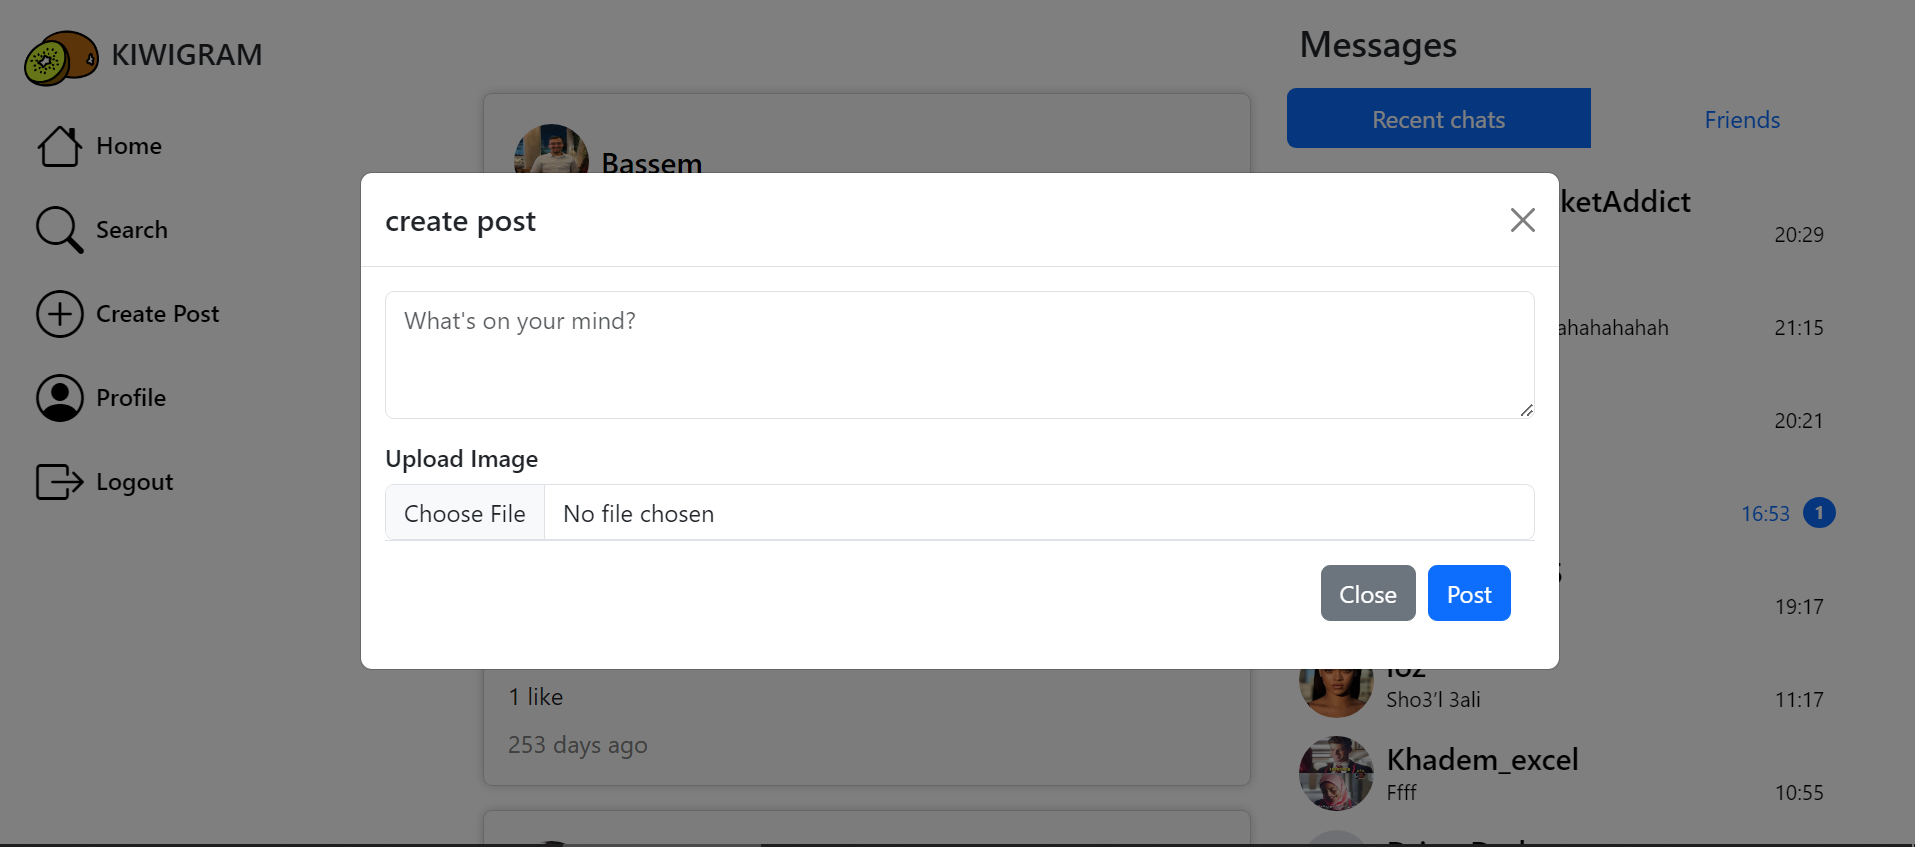 KIWIGRAM
Home
Search
Create Post
Profile
Logout
Bassem
create post
What's on your mind?
Upload Image
Choose File
No file chosen
Close
Post
1 like
253 days ago
Messages
Recent chats
Friends
ketAddict
20:29
ahahahahah
21:15
20:21
16:53
1
19:17
Sho3'l 3ali
11:17
Khadem_excel
Ffff
10:55